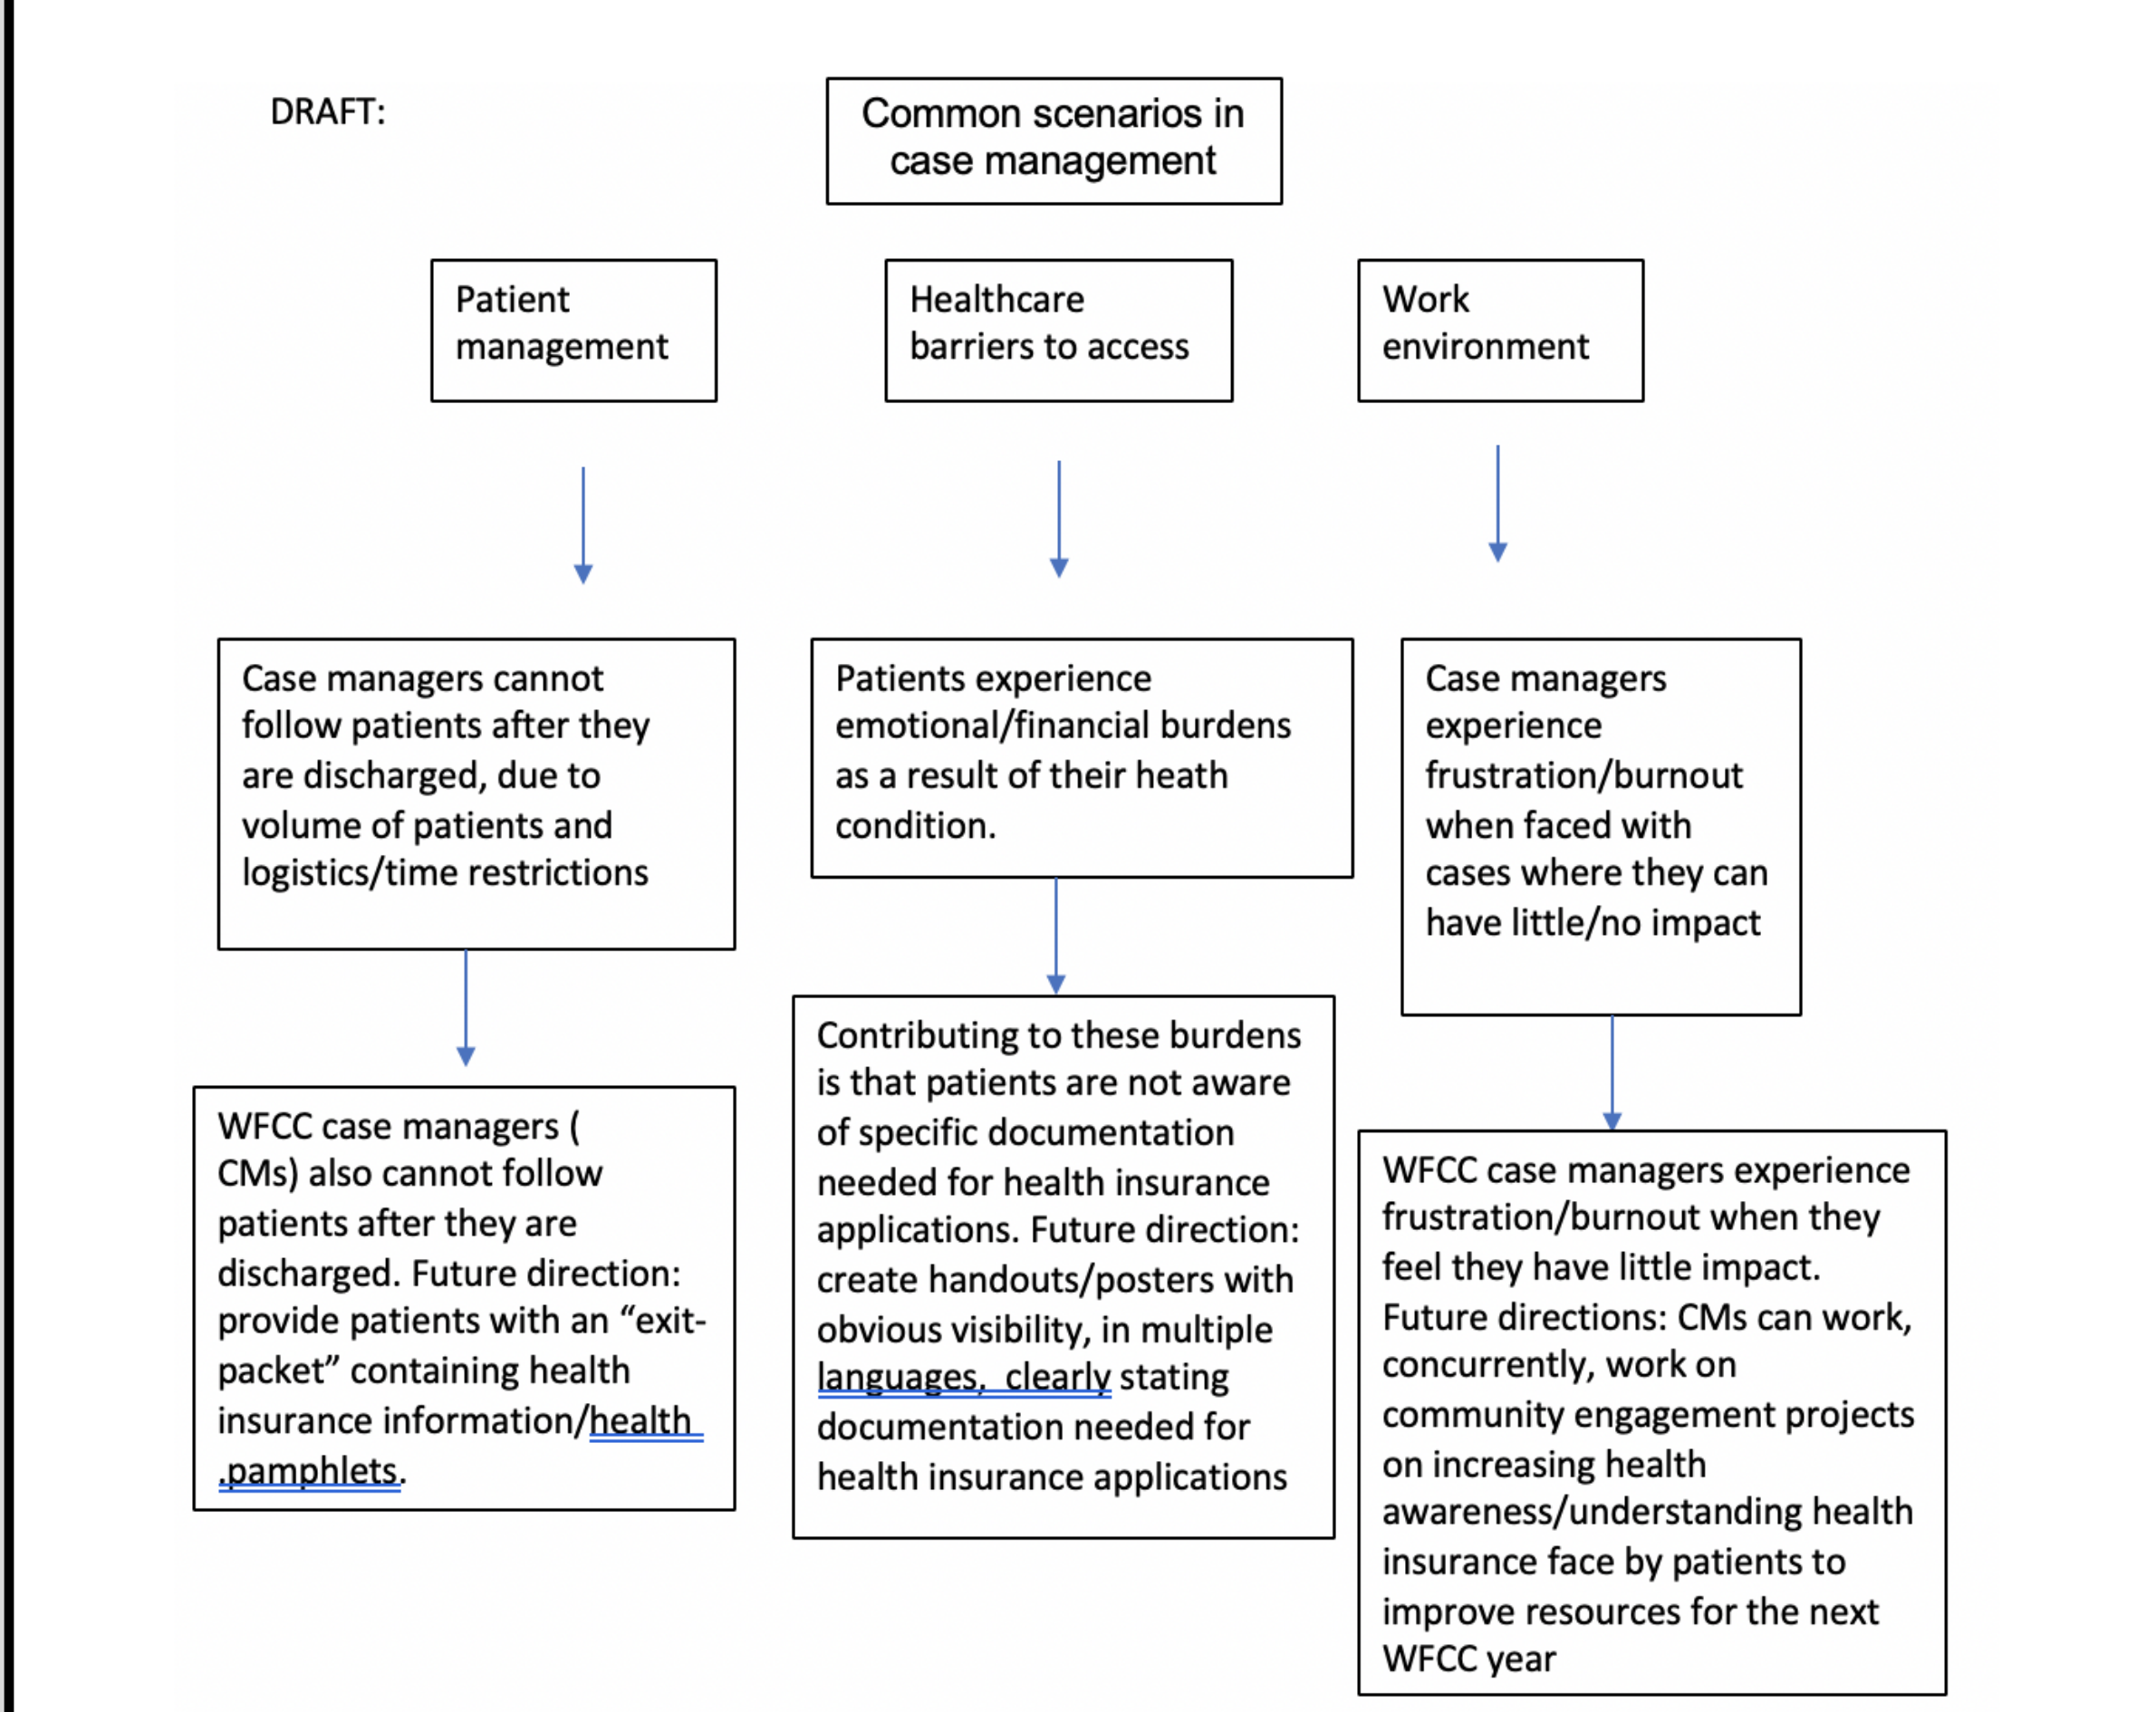 DRAFT:
Common scenarios in
case management
Patient
management
Healthcare
barriers to access
Work
environment
Case managers cannot
follow patients after they
are discharged, due to
volume of patients and
logistics/time restrictions
Patients experience
emotional/financial burdens
as a result of their heath
condition.
Case managers
experience
frustration/burnout
when faced with
cases where they can
have little/no impact
WFCC case managers (
CMs) also cannot follow
patients after they are
discharged. Future direction:
provide patients with an “exit-
packet” containing health
insurance information/health
.pamphlets.
Contributing to these burdens
is that patients are not aware
of specific documentation
needed for health insurance
applications. Future direction:
create handouts/posters with
obvious visibility, in multiple
languages,  clearly stating
documentation needed for
health insurance applications
WFCC case managers experience
frustration/burnout when they
feel they have little impact.
Future directions: CMs can work,
concurrently, work on
community engagement projects
on increasing health
awareness/understanding health
insurance face by patients to
improve resources for the next
WFCC year